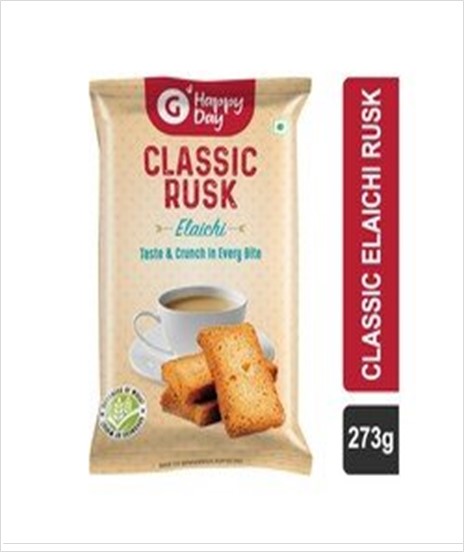 G Happy
Day
CLASSIC
RUSK
Elaichi
Taste & Crunch In Every Bite
CLASSIC ELAICHI RUSK
273g